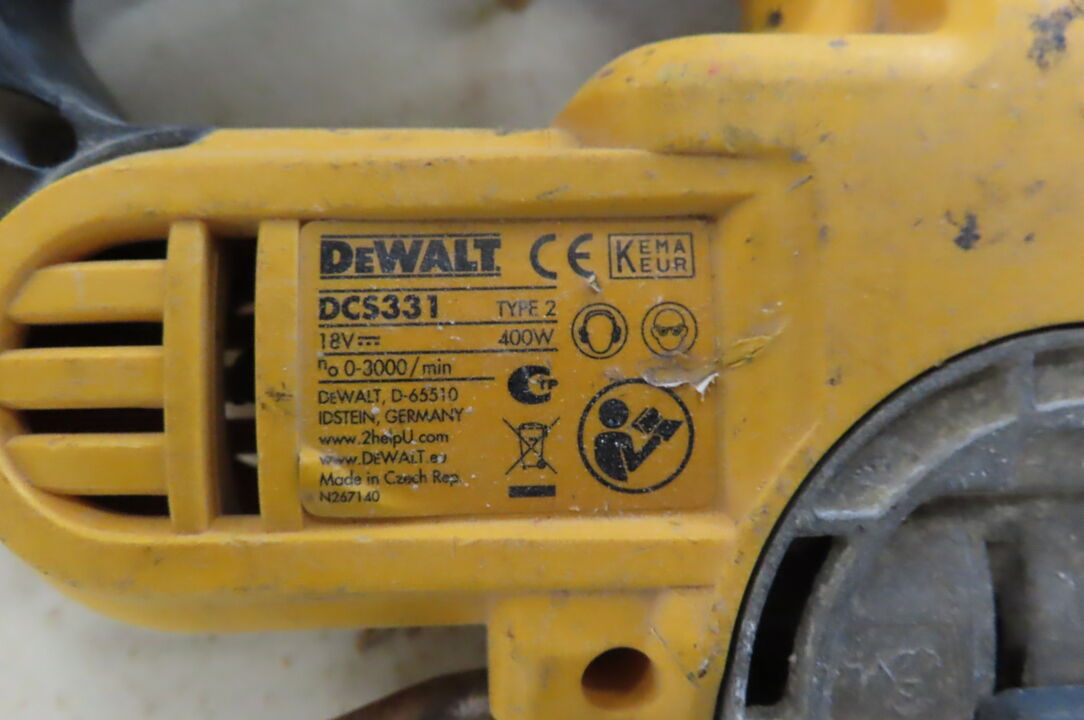 DEWALT CE KEMA KEUR
DCS331 TYPE 2
18V 400W
n₀ 0-3000/min
DEWALT, D-65510
IDSTEIN, GERMANY
www.2helpU.com
www.DEWALT.eu
Made in Czech Rep.
N267140